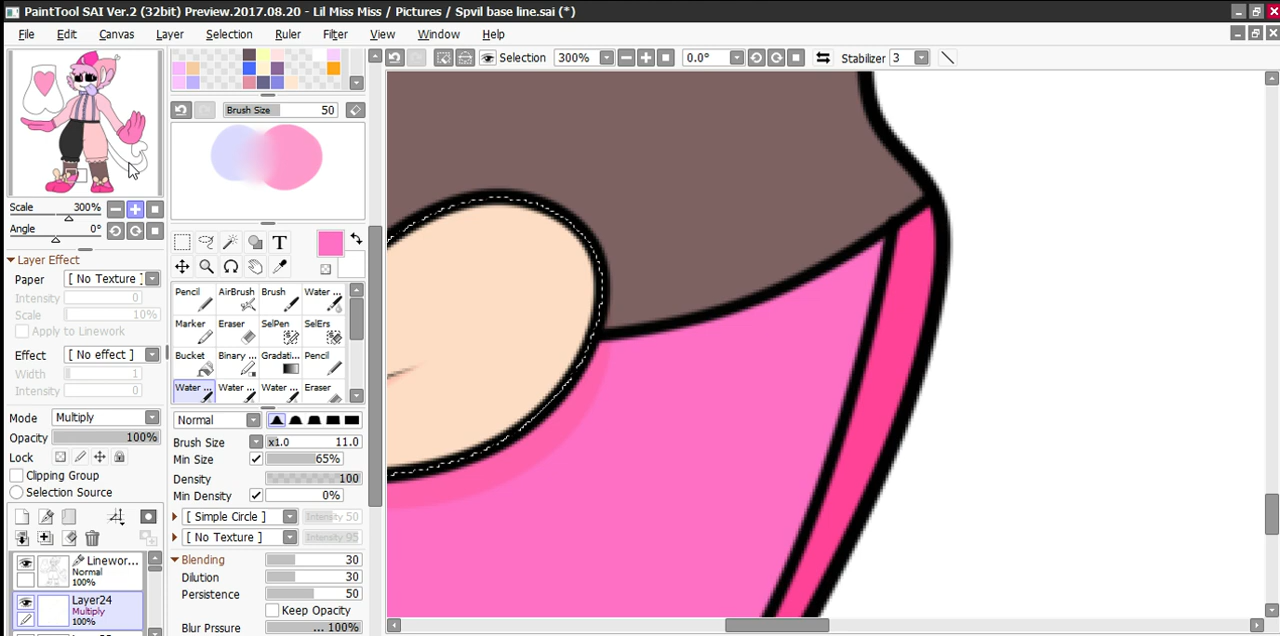 PaintTool SAI Ver.2 (32bit) Preview.2017.08.20 - Lil Miss Miss / Pictures / Spvil base line.sai (*)
File Edit Canvas Layer Selection Ruler Filter View Window Help
Selection 300% 0.0° Stabilizer 3
Brush Size 50
Scale 300%
Angle 0°
Layer Effect
Paper [ No Texture ]
Intensity 0
Scale 10%
Apply to Linework
Effect [ No effect ]
Width 1
Intensity 0
Mode Multiply
Opacity 100%
Lock
Clipping Group
Selection Source
Linewor...
Normal
100%
Layer24
Multiply
100%
T
Pencil AirBrush Brush Water ...
Marker Eraser SelPen SelErs
Bucket Binary ... Gradati... Pencil
Water ... Water ... Water ... Eraser
Normal
Brush Size x1.0 11.0
Min Size 65%
Density 100
Min Density 0%
[ Simple Circle ] Intensity 50
[ No Texture ] Intensity 95
Blending 30
Dilution 30
Persistence 50
Keep Opacity
Blur Prssure ... 100%